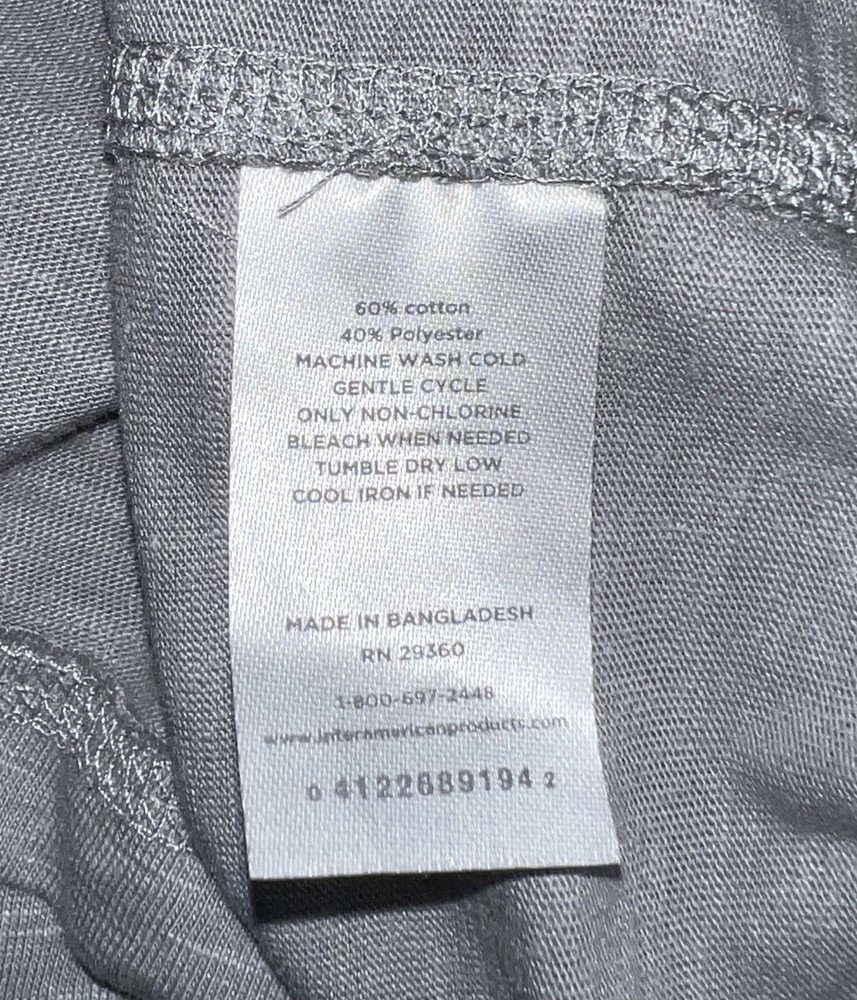 60% cotton
40% Polyester
MACHINE WASH COLD
GENTLE CYCLE
ONLY NON-CHLORINE
BLEACH WHEN NEEDED
TUMBLE DRY LOW
COOL IRON IF NEEDED
MADE IN BANGLADESH
RN 29360
1-800-697-2448
www.interamericanproducts.com
0 4122689194 2